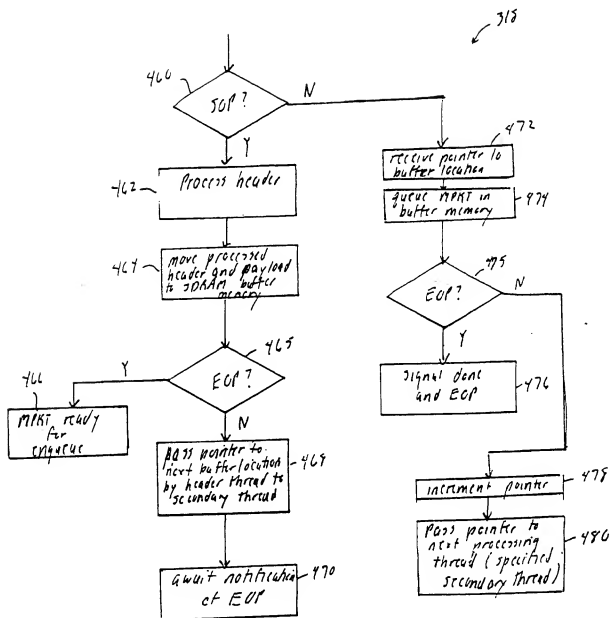 318
460
SOP?
N
Y
462
Process header
464
move processed
header and payload
to SDRAM buffer
memory
465
EOP?
Y
N
466
MPKT ready
for
enqueue
pass pointer to
next buffer location
by header thread to
secondary thread
468
await notification
of EOP
470
472
receive pointer to
buffer location
queue MPKT in
buffer memory
474
475
EOP?
N
Y
signal done
and EOP
476
increment pointer
478
Pass pointer to
next processing
thread (specified
secondary thread)
480